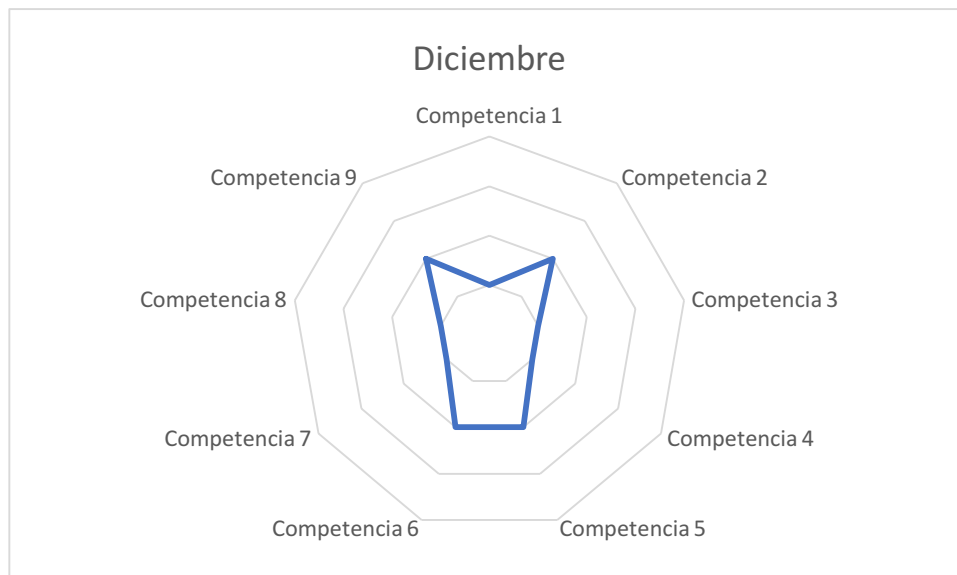 Diciembre
Competencia 1
Competencia 2
Competencia 3
Competencia 4
Competencia 5
Competencia 6
Competencia 7
Competencia 8
Competencia 9